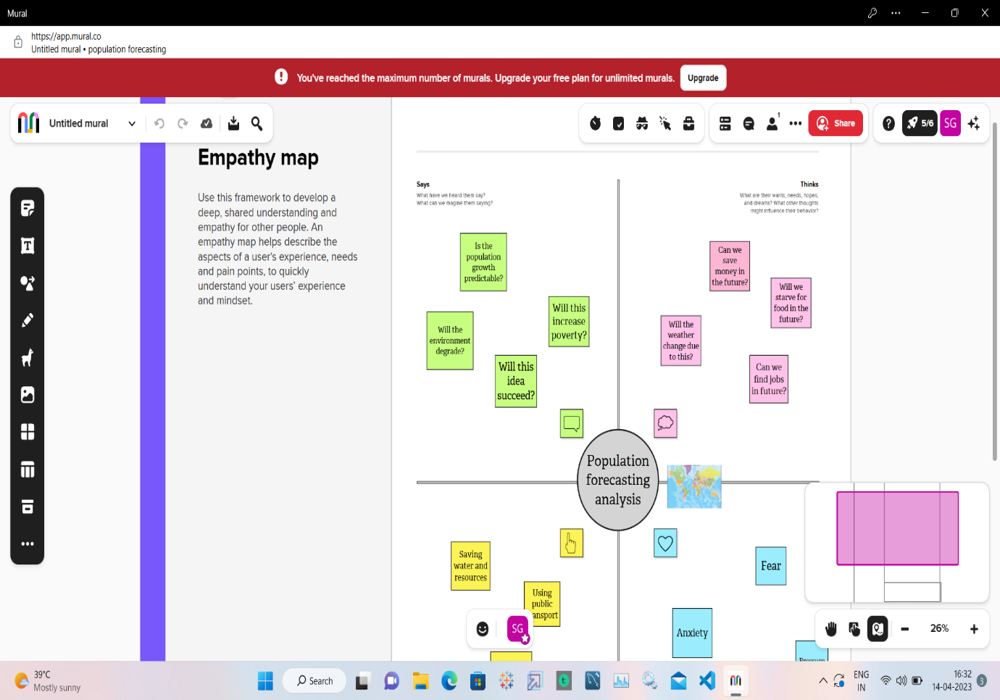 Mural
https://app.mural.co
Untitled mural • population forecasting
You've reached the maximum number of murals. Upgrade your free plan for unlimited murals.
Upgrade
Untitled mural
1
Share
5/6
SG
Empathy map
Use this framework to develop a
deep, shared understanding and
empathy for other people. An
empathy map helps describe the
aspects of a user's experience, needs
and pain points, to quickly
understand your users' experience
and mindset.
Says
What have we heard them say?
What can we magine them saying?
Thinks
What are their wants, needs, hopes,
and dreams? What other thoughts
might influence their behavior?
Is the
population
growth
predictable?
Will this
increase
poverty?
Will the
environment
degrade?
Will this
idea
succeed?
Can we
save
money in
the future?
Will we
starve for
food in the
future?
Will the
weather
change due
to this?
Can we
find jobs
in future?
Population
forecasting
analysis
Saving
water and
resources
Using
public
ansport
Fear
Anxiety
Pressure
SG
26%
39°C
Mostly sunny
Search
ENG
IN
16:32
14-04-2023
3